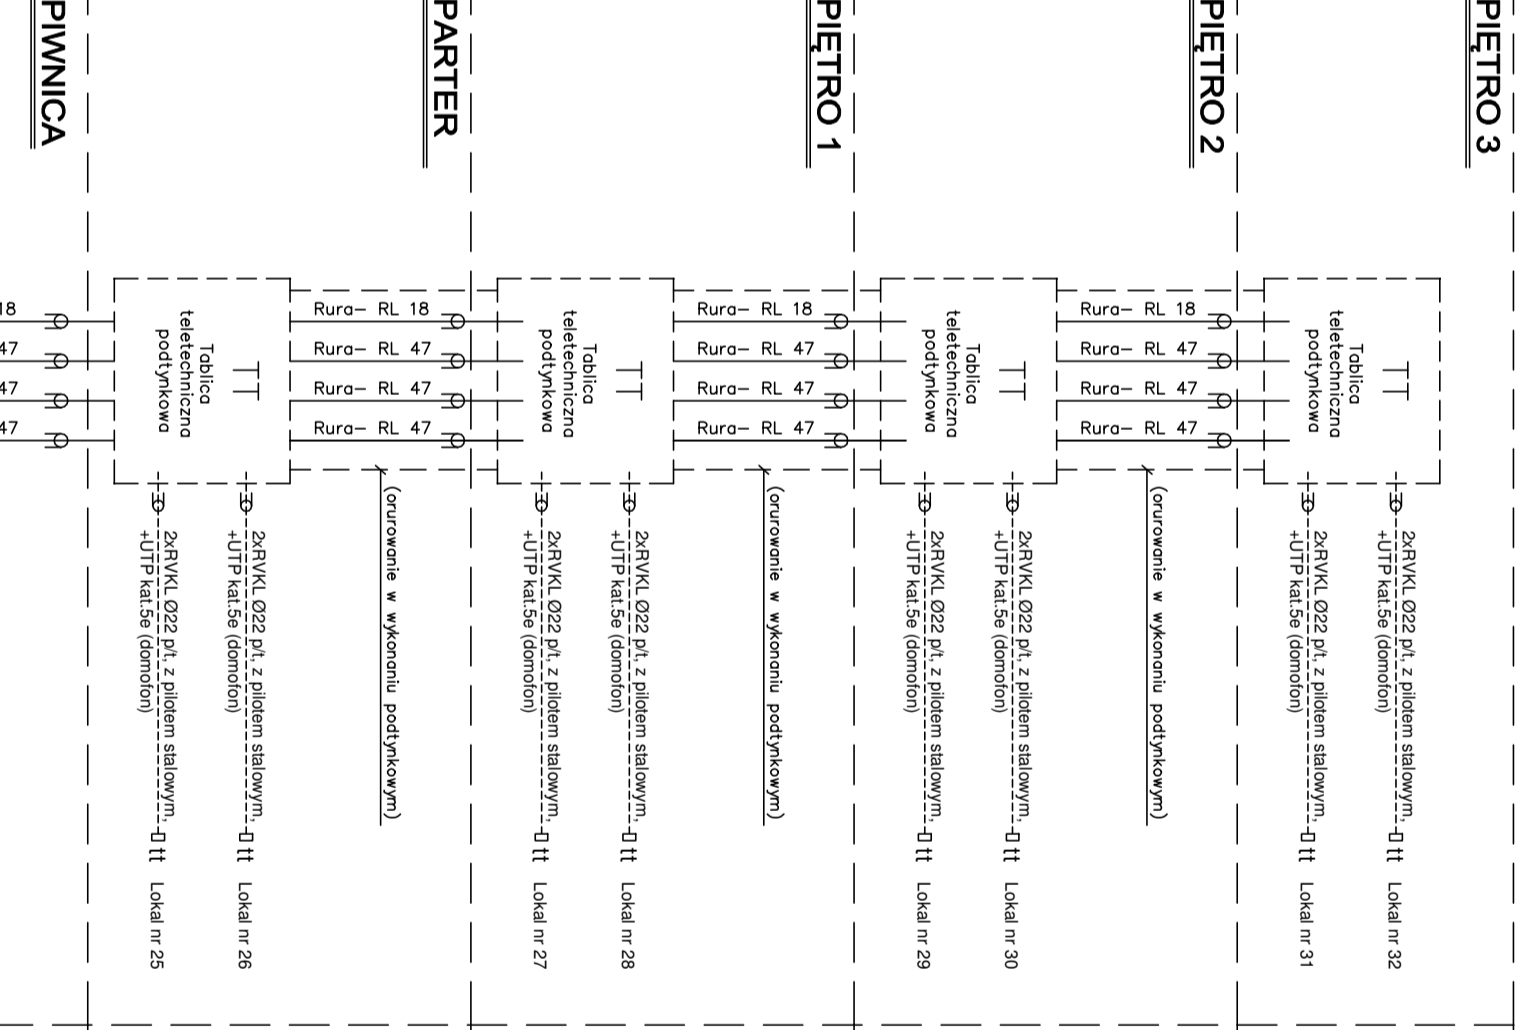 PIĘTRO 3
TT
Tablica
teletechniczna
podtynkowa
2xRVKL Ø22 p/t, z pilotem stalowym,
+UTP kat.5e (domofon)
tt Lokal nr 32
2xRVKL Ø22 p/t, z pilotem stalowym,
+UTP kat.5e (domofon)
tt Lokal nr 31
PIĘTRO 2
Rura- RL 18
Rura- RL 47
Rura- RL 47
Rura- RL 47
(orurowanie w wykonaniu podtynkowym)
TT
Tablica
teletechniczna
podtynkowa
2xRVKL Ø22 p/t, z pilotem stalowym,
+UTP kat.5e (domofon)
tt Lokal nr 30
2xRVKL Ø22 p/t, z pilotem stalowym,
+UTP kat.5e (domofon)
tt Lokal nr 29
PIĘTRO 1
Rura- RL 18
Rura- RL 47
Rura- RL 47
Rura- RL 47
(orurowanie w wykonaniu podtynkowym)
TT
Tablica
teletechniczna
podtynkowa
2xRVKL Ø22 p/t, z pilotem stalowym,
+UTP kat.5e (domofon)
tt Lokal nr 28
2xRVKL Ø22 p/t, z pilotem stalowym,
+UTP kat.5e (domofon)
tt Lokal nr 27
PARTER
Rura- RL 18
Rura- RL 47
Rura- RL 47
Rura- RL 47
(orurowanie w wykonaniu podtynkowym)
TT
Tablica
teletechniczna
podtynkowa
2xRVKL Ø22 p/t, z pilotem stalowym,
+UTP kat.5e (domofon)
tt Lokal nr 26
2xRVKL Ø22 p/t, z pilotem stalowym,
+UTP kat.5e (domofon)
tt Lokal nr 25
PIWNICA
18
47
47
47